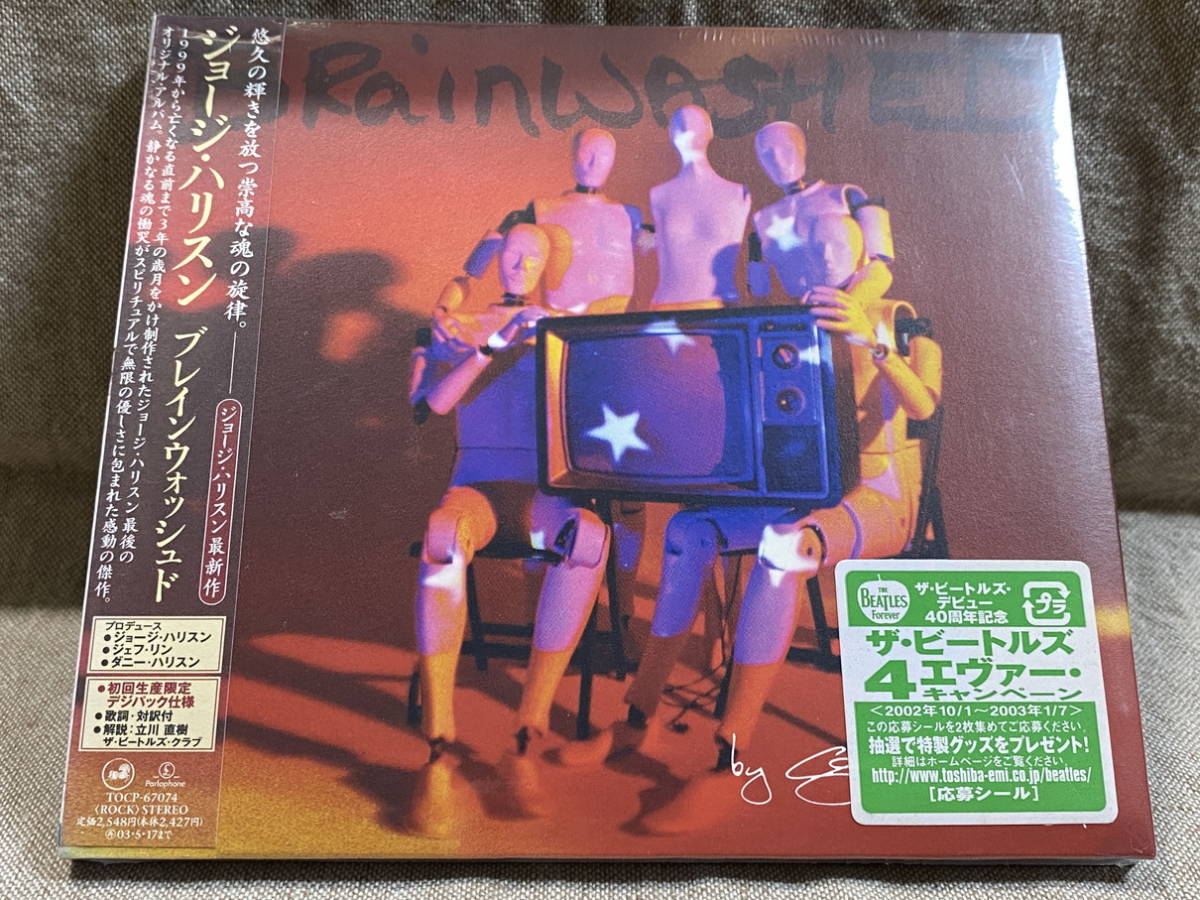 BRainWASHED
悠久の輝きを放つ崇高な魂の旋律。
ジョージ・ハリスン最新作
ジョージ・ハリスン ブレインウォッシュド
1999年から亡くなる直前まで3年の歳月をかけ制作されたジョージ・ハリスン最後の
オリジナル・アルバム。静かなる魂の慟哭がスピリチュアルで無限の優しさに包まれた感動の傑作。
プロデュース
●ジョージ・ハリスン
●ジェフ・リン
●ダニー・ハリスン
●初回生産限定
デジパック仕様
●歌詞・対訳付
●解説:立川 直樹
ザ・ビートルズ・クラブ
Parlophone
TOCP-67074
〈ROCK〉STEREO
定価2,548円(本体2,427円)
Ⓐ03・5・17まで
by
THE
BEATLES
Forever
ザ・ビートルズ・
デビュー
40周年記念
プラ
ザ・ビートルズ
4エヴァー・
キャンペーン
<2002年10/1~2003年1/7>
この応募シールを2枚集めてご応募ください
抽選で特製グッズをプレゼント!
詳細はホームページをご覧ください
http://www.toshiba-emi.co.jp/beatles/
[応募シール]